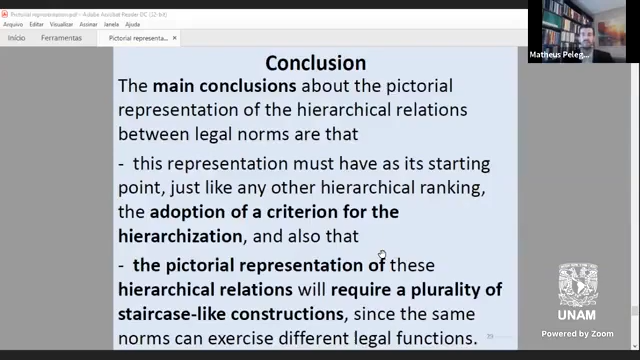 Pictorial representation.pdf - Adobe Acrobat Reader DC (32-bit)
Arquivo Editar Visualizar Assinar Janela Ajuda
Início Ferramentas Pictorial representa... ×
Matheus Peleg...
Conclusion
The main conclusions about the pictorial
representation of the hierarchical relations
between legal norms are that
- this representation must have as its starting
point, just like any other hierarchical ranking,
the adoption of a criterion for the
hierarchization, and also that
- the pictorial representation of these
hierarchical relations will require a plurality of
staircase-like constructions, since the same
norms can exercise different legal functions.
39
UNAM
Powered by Zoom